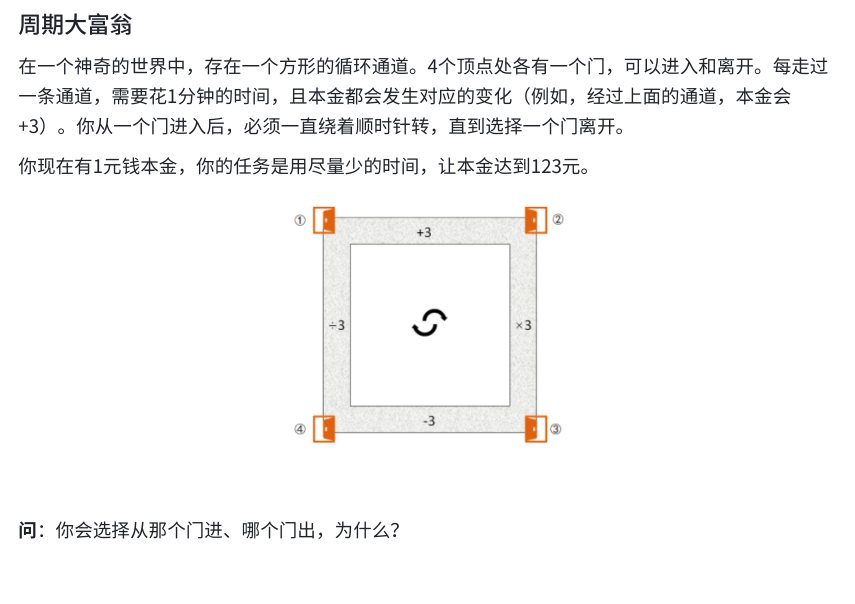 周期大富翁
在一个神奇的世界中，存在一个方形的循环通道。4个顶点处各有一个门，可以进入和离开。每走过
一条通道，需要花1分钟的时间，且本金都会发生对应的变化（例如，经过上面的通道，本金会
+3）。你从一个门进入后，必须一直绕着顺时针转，直到选择一个门离开。
你现在有1元钱本金，你的任务是用尽量少的时间，让本金达到123元。
① ②
+3
÷3 ×3
-3
④ ③
问：你会选择从那个门进、哪个门出，为什么？